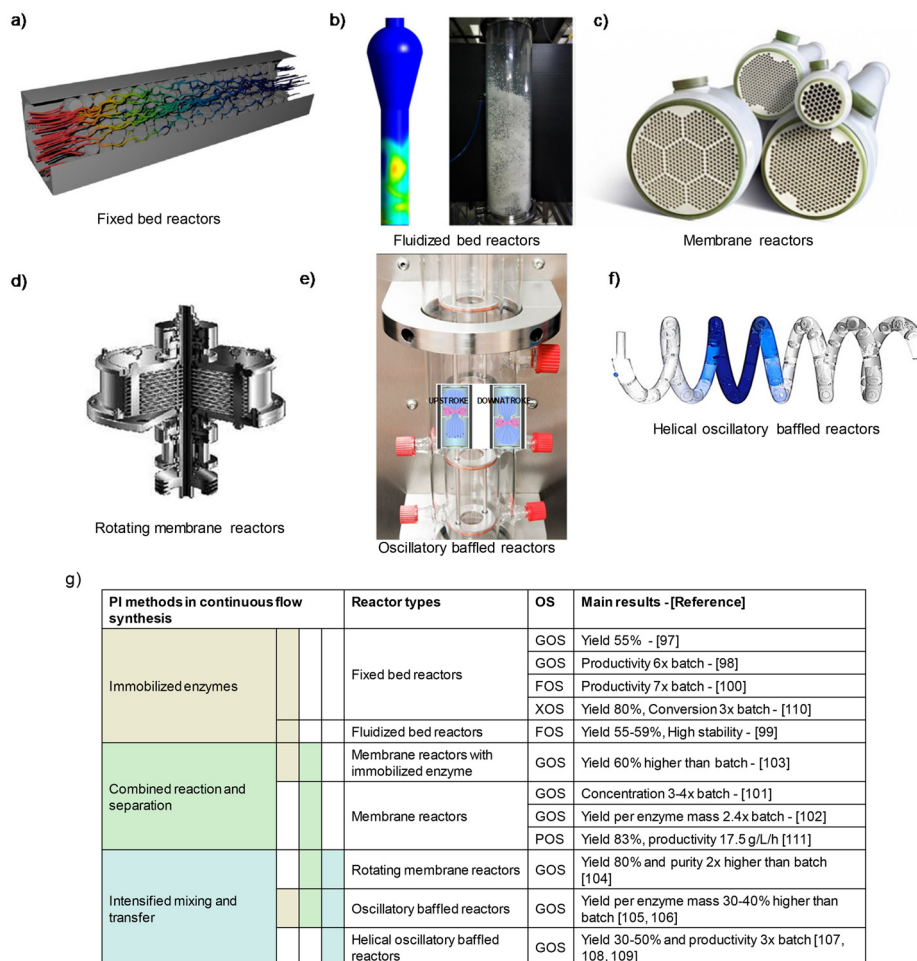 a)
b)
c)
Fixed bed reactors
Fluidized bed reactors
Membrane reactors
d)
e)
f)
UPSTROKE DOWNATROKE
Helical oscillatory baffled reactors
Rotating membrane reactors
Oscillatory baffled reactors
g)
PI methods in continuous flow
synthesis
Reactor types
OS
Main results - [Reference]
Immobilized enzymes
Fixed bed reactors
GOS
Yield 55% - [97]
GOS
Productivity 6x batch - [98]
FOS
Productivity 7x batch - [100]
XOS
Yield 80%, Conversion 3x batch - [110]
Fluidized bed reactors
FOS
Yield 55-59%, High stability - [99]
Combined reaction and
separation
Membrane reactors with
immobilized enzyme
GOS
Yield 60% higher than batch - [103]
Membrane reactors
GOS
Concentration 3-4x batch - [101]
GOS
Yield per enzyme mass 2.4x batch - [102]
POS
Yield 83%, productivity 17.5 g/L/h [111]
Intensified mixing and
transfer
Rotating membrane reactors
GOS
Yield 80% and purity 2x higher than batch
[104]
Oscillatory baffled reactors
GOS
Yield per enzyme mass 30-40% higher than
batch [105, 106]
Helical oscillatory baffled
reactors
GOS
Yield 30-50% and productivity 3x batch [107,
108, 109]